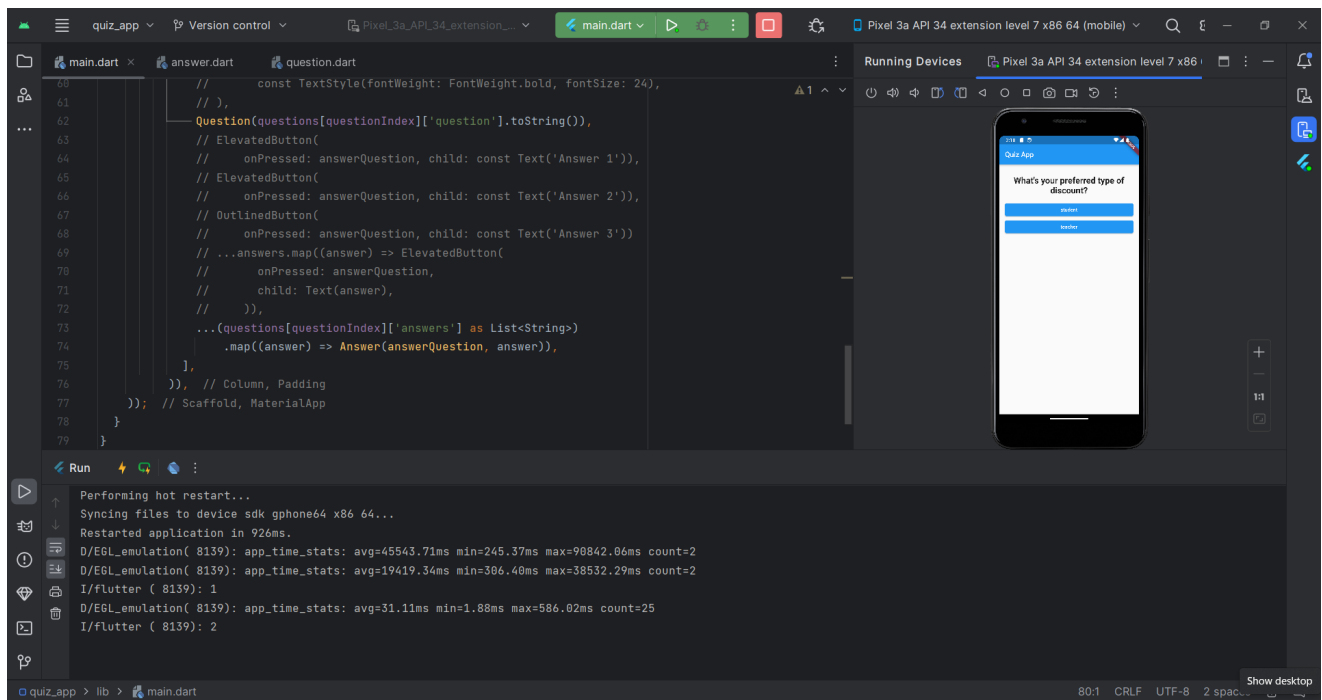 quiz_app
Version control
Pixel_3a_API_34_extension_...
main.dart
Pixel 3a API 34 extension level 7 x86 64 (mobile)
main.dart
answer.dart
question.dart
Running Devices
Pixel 3a API 34 extension level 7 x86
60 // const TextStyle(fontWeight: FontWeight.bold, fontSize: 24),
1
61 // ),
62 Question(questions[questionIndex]['question'].toString()),
63 // ElevatedButton(
64 // onPressed: answerQuestion, child: const Text('Answer 1')),
65 // ElevatedButton(
66 // onPressed: answerQuestion, child: const Text('Answer 2')),
67 // OutlinedButton(
68 // onPressed: answerQuestion, child: const Text('Answer 3'))
69 // ...answers.map((answer) => ElevatedButton(
70 // onPressed: answerQuestion,
71 // child: Text(answer),
72 // )),
73 ...(questions[questionIndex]['answers'] as List<String>)
74 .map((answer) => Answer(answerQuestion, answer)),
75 ],
76 )), // Column, Padding
77 )); // Scaffold, MaterialApp
78 }
79 }
Quiz App
What's your preferred type of
discount?
student
teacher
1:1
Run
Performing hot restart...
Syncing files to device sdk gphone64 x86 64...
Restarted application in 926ms.
D/EGL_emulation( 8139): app_time_stats: avg=45543.71ms min=245.37ms max=90842.06ms count=2
D/EGL_emulation( 8139): app_time_stats: avg=19419.34ms min=306.40ms max=38532.29ms count=2
I/flutter ( 8139): 1
D/EGL_emulation( 8139): app_time_stats: avg=31.11ms min=1.88ms max=586.02ms count=25
I/flutter ( 8139): 2
quiz_app > lib > main.dart
80:1 CRLF UTF-8
Show desktop